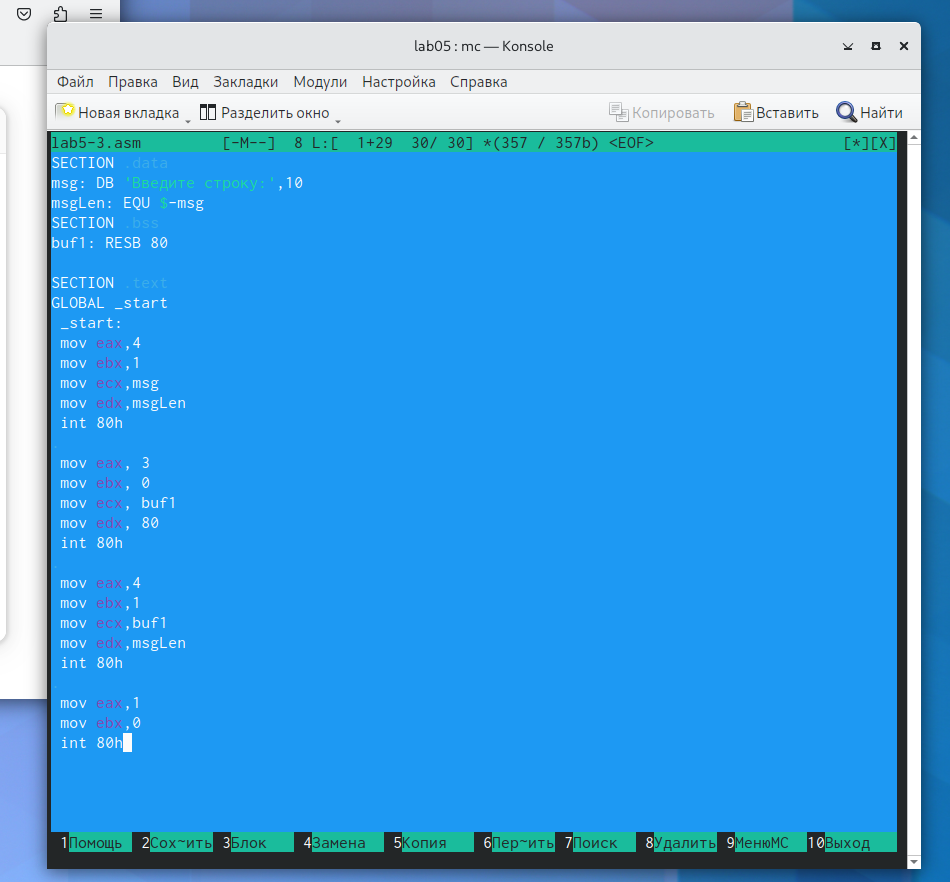 lab05 : mc — Konsole
Файл Правка Вид Закладки Модули Настройка Справка
Новая вкладка Разделить окно Копировать Вставить Найти
lab5-3.asm [-M--] 8 L:[ 1+29 30/ 30] *(357 / 357b) <EOF> [*][X]
SECTION .data
msg: DB 'Введите строку:',10
msgLen: EQU $-msg
SECTION .bss
buf1: RESB 80
SECTION .text
GLOBAL _start
_start:
mov eax,4
mov ebx,1
mov ecx,msg
mov edx,msgLen
int 80h
mov eax, 3
mov ebx, 0
mov ecx, buf1
mov edx, 80
int 80h
mov eax,4
mov ebx,1
mov ecx,buf1
mov edx,msgLen
int 80h
mov eax,1
mov ebx,0
int 80h
1Помощь 2Сох~ить 3Блок 4Замена 5Копия 6Пер~ить 7Поиск 8Удалить 9МенюMC 10Выход